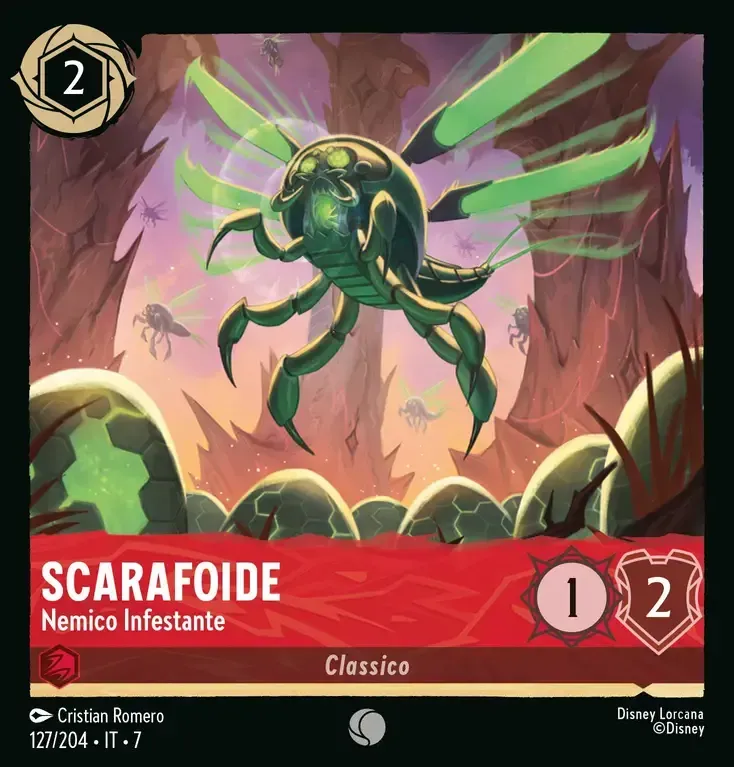 2
SCARAFOIDE
Nemico Infestante
1
2
Classico
Cristian Romero
127/204 • IT • 7
Disney Lorcana
©Disney